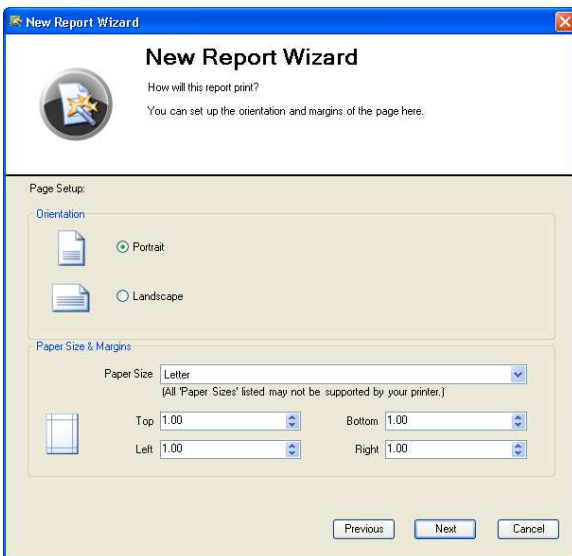 New Report Wizard
New Report Wizard
How will this report print?
You can set up the orientation and margins of the page here.
Page Setup:
Orientation
Portrait
Landscape
Paper Size & Margins
Paper Size Letter
(All 'Paper Sizes' listed may not be supported by your printer.)
Top 1.00 Bottom 1.00
Left 1.00 Right 1.00
Previous Next Cancel